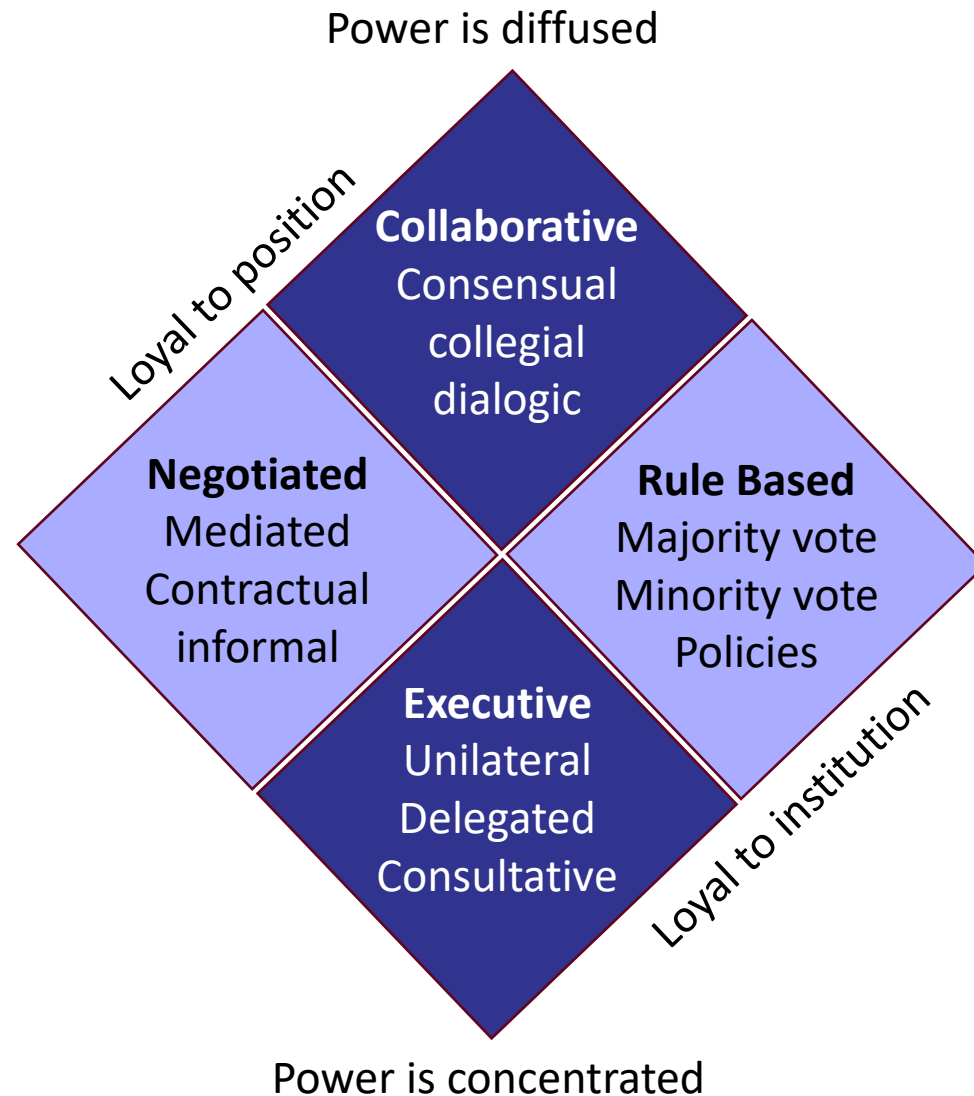 Power is diffused
Loyal to position
Collaborative
Consensual
collegial
dialogic
Negotiated
Mediated
Contractual
informal
Rule Based
Majority vote
Minority vote
Policies
Executive
Unilateral
Delegated
Consultative
Loyal to institution
Power is concentrated